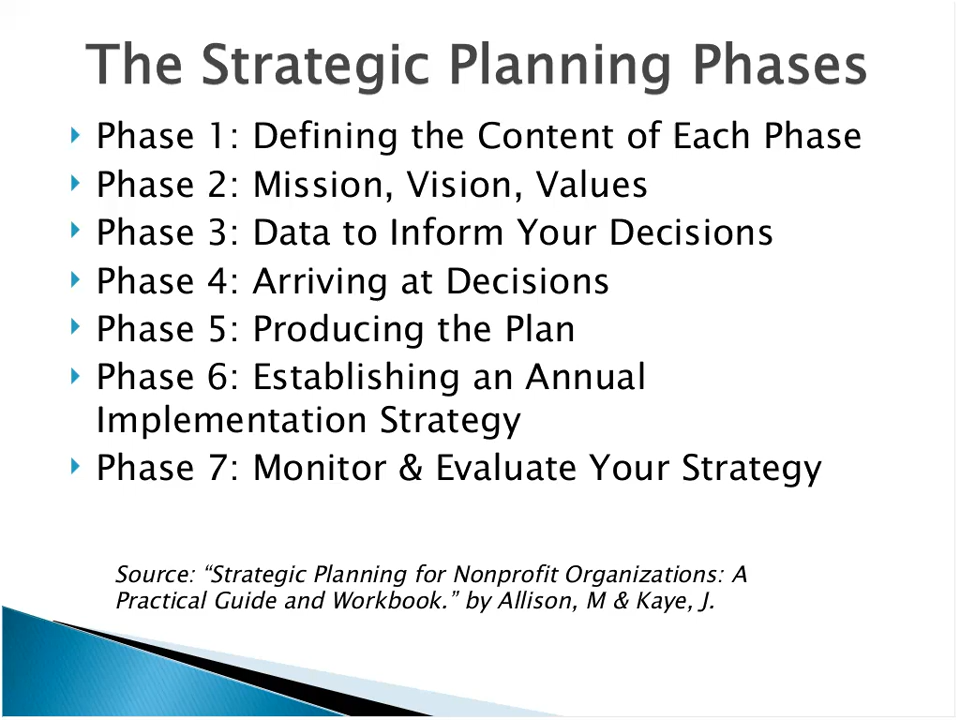 The Strategic Planning Phases
Phase 1: Defining the Content of Each Phase
Phase 2: Mission, Vision, Values
Phase 3: Data to Inform Your Decisions
Phase 4: Arriving at Decisions
Phase 5: Producing the Plan
Phase 6: Establishing an Annual
Implementation Strategy
Phase 7: Monitor & Evaluate Your Strategy
Source: “Strategic Planning for Nonprofit Organizations: A
Practical Guide and Workbook.” by Allison, M & Kaye, J.